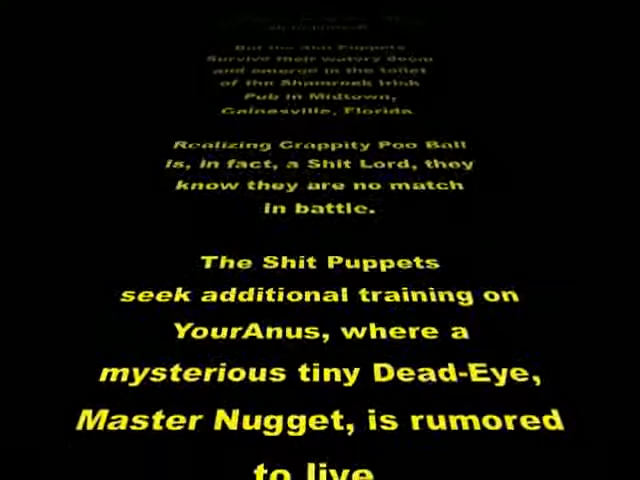 But the Shit Puppets
Survive their watery doom
and emerge in the toilet
of the Shamrock Irish
Pub in Midtown,
Gainesville, Florida.
Realizing Crappity Poo Ball
is, in fact, a Shit Lord, they
know they are no match
in battle.
The Shit Puppets
seek additional training on
YourAnus, where a
mysterious tiny Dead-Eye,
Master Nugget, is rumored
to live